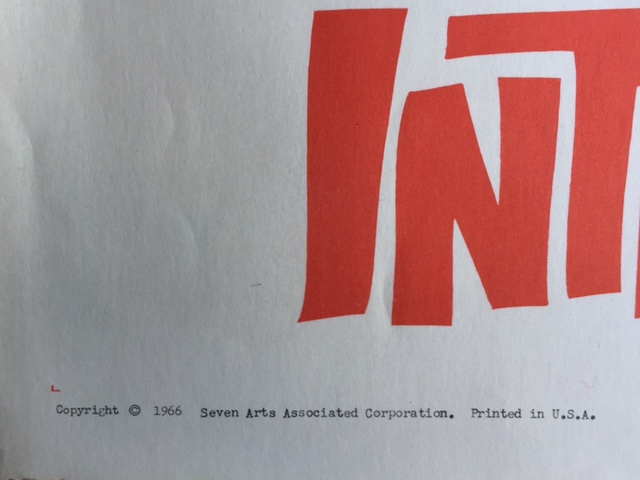 INT
Copyright © 1966 Seven Arts Associated Corporation. Printed in U.S.A.